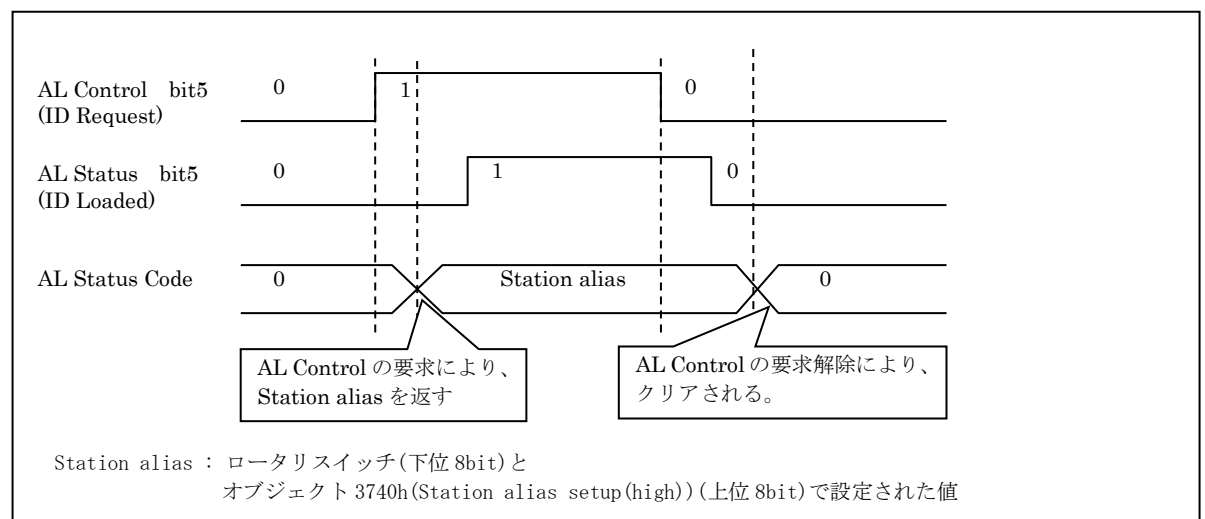 AL Control bit5 0 1 0
(ID Request)
AL Status bit5 0 1 0
(ID Loaded)
AL Status Code 0 Station alias 0
AL Control の要求により、
Station alias を返す
AL Control の要求解除により、
クリアされる。
Station alias : ロータリスイッチ(下位 8bit)と
オブジェクト 3740h(Station alias setup(high))(上位 8bit)で設定された値